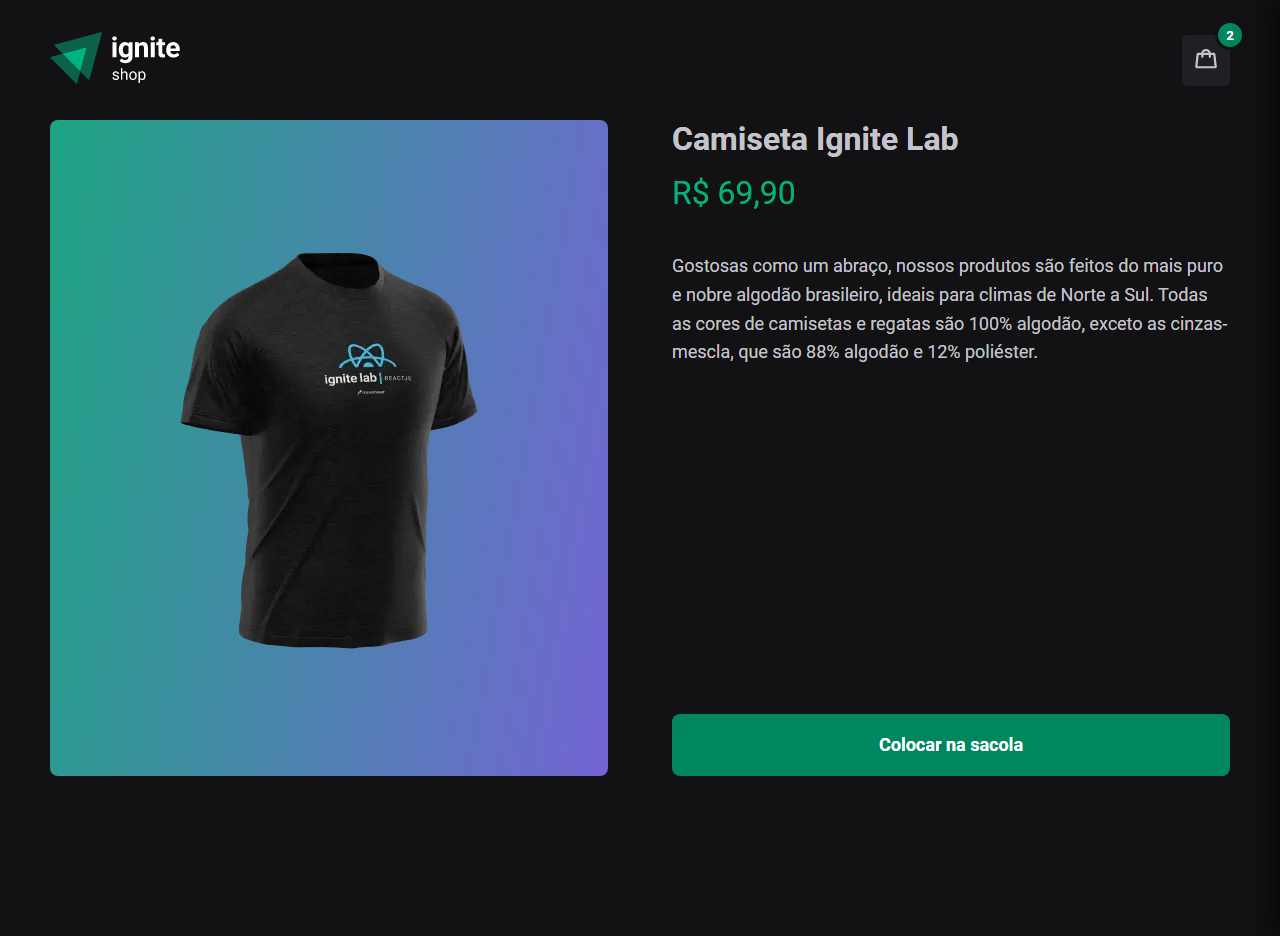 ignite
shop
2
Camiseta Ignite Lab
R$ 69,90
Gostosas como um abraço, nossos produtos são feitos do mais puro
e nobre algodão brasileiro, ideais para climas de Norte a Sul. Todas
as cores de camisetas e regatas são 100% algodão, exceto as cinzas-
mescla, que são 88% algodão e 12% poliéster.
ignite lab | REACTJS
Colocar na sacola